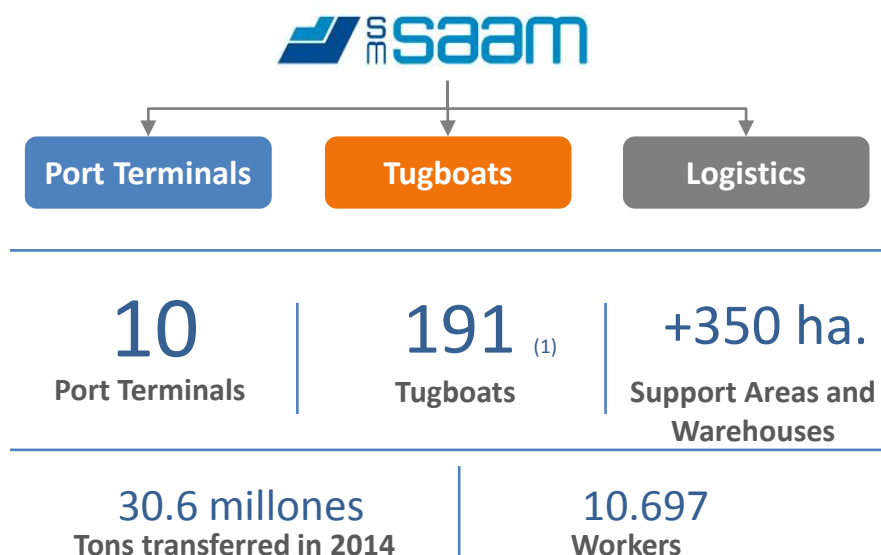 SM saam
Port Terminals
Tugboats
Logistics
10
Port Terminals
191 (1)
Tugboats
+350 ha.
Support Areas and
Warehouses
30.6 millones
Tons transferred in 2014
10.697
Workers